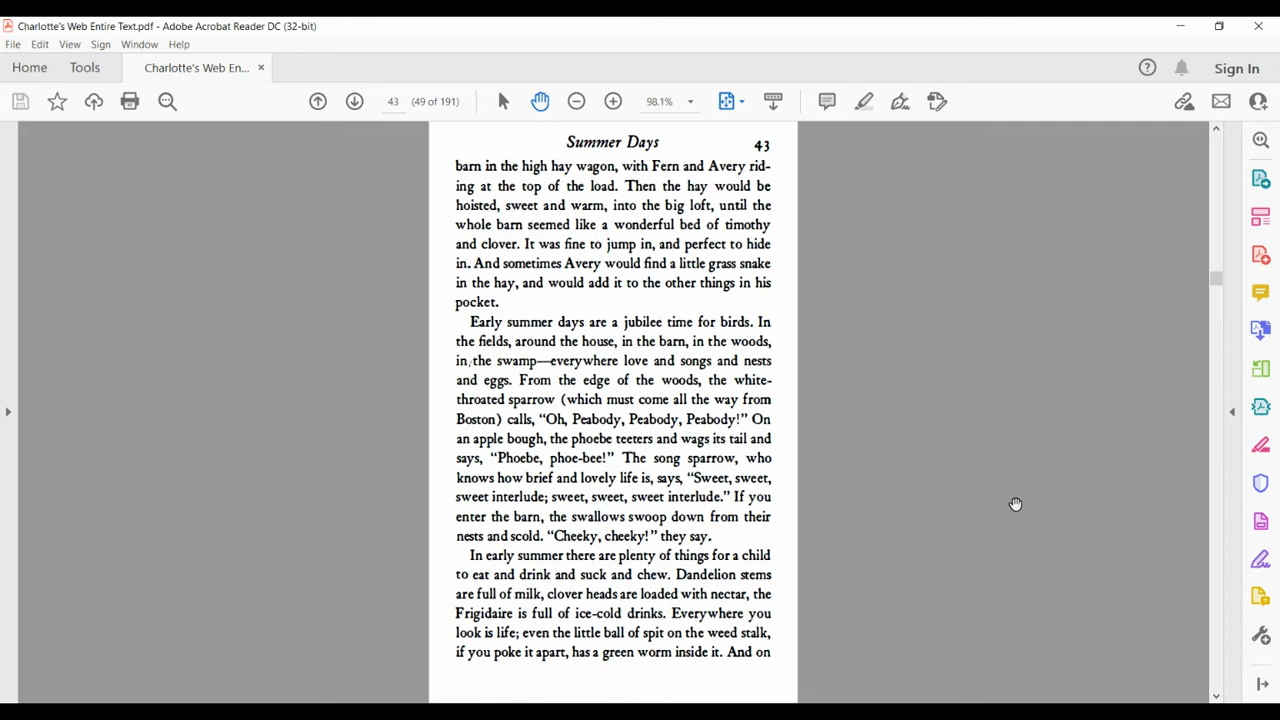 Charlotte's Web Entire Text.pdf - Adobe Acrobat Reader DC (32-bit)
File Edit View Sign Window Help
Home Tools Charlotte's Web En... × Sign In
43 (49 of 191) 98.1%
Summer Days 43
barn in the high hay wagon, with Fern and Avery rid-
ing at the top of the load. Then the hay would be
hoisted, sweet and warm, into the big loft, until the
whole barn seemed like a wonderful bed of timothy
and clover. It was fine to jump in, and perfect to hide
in. And sometimes Avery would find a little grass snake
in the hay, and would add it to the other things in his
pocket.
Early summer days are a jubilee time for birds. In
the fields, around the house, in the barn, in the woods,
in the swamp—everywhere love and songs and nests
and eggs. From the edge of the woods, the white-
throated sparrow (which must come all the way from
Boston) calls, “Oh, Peabody, Peabody, Peabody!” On
an apple bough, the phoebe teeters and wags its tail and
says, “Phoebe, phoe-bee!” The song sparrow, who
knows how brief and lovely life is, says, “Sweet, sweet,
sweet interlude; sweet, sweet, sweet interlude.” If you
enter the barn, the swallows swoop down from their
nests and scold. “Cheeky, cheeky!” they say.
In early summer there are plenty of things for a child
to eat and drink and suck and chew. Dandelion stems
are full of milk, clover heads are loaded with nectar, the
Frigidaire is full of ice-cold drinks. Everywhere you
look is life; even the little ball of spit on the weed stalk,
if you poke it apart, has a green worm inside it. And on